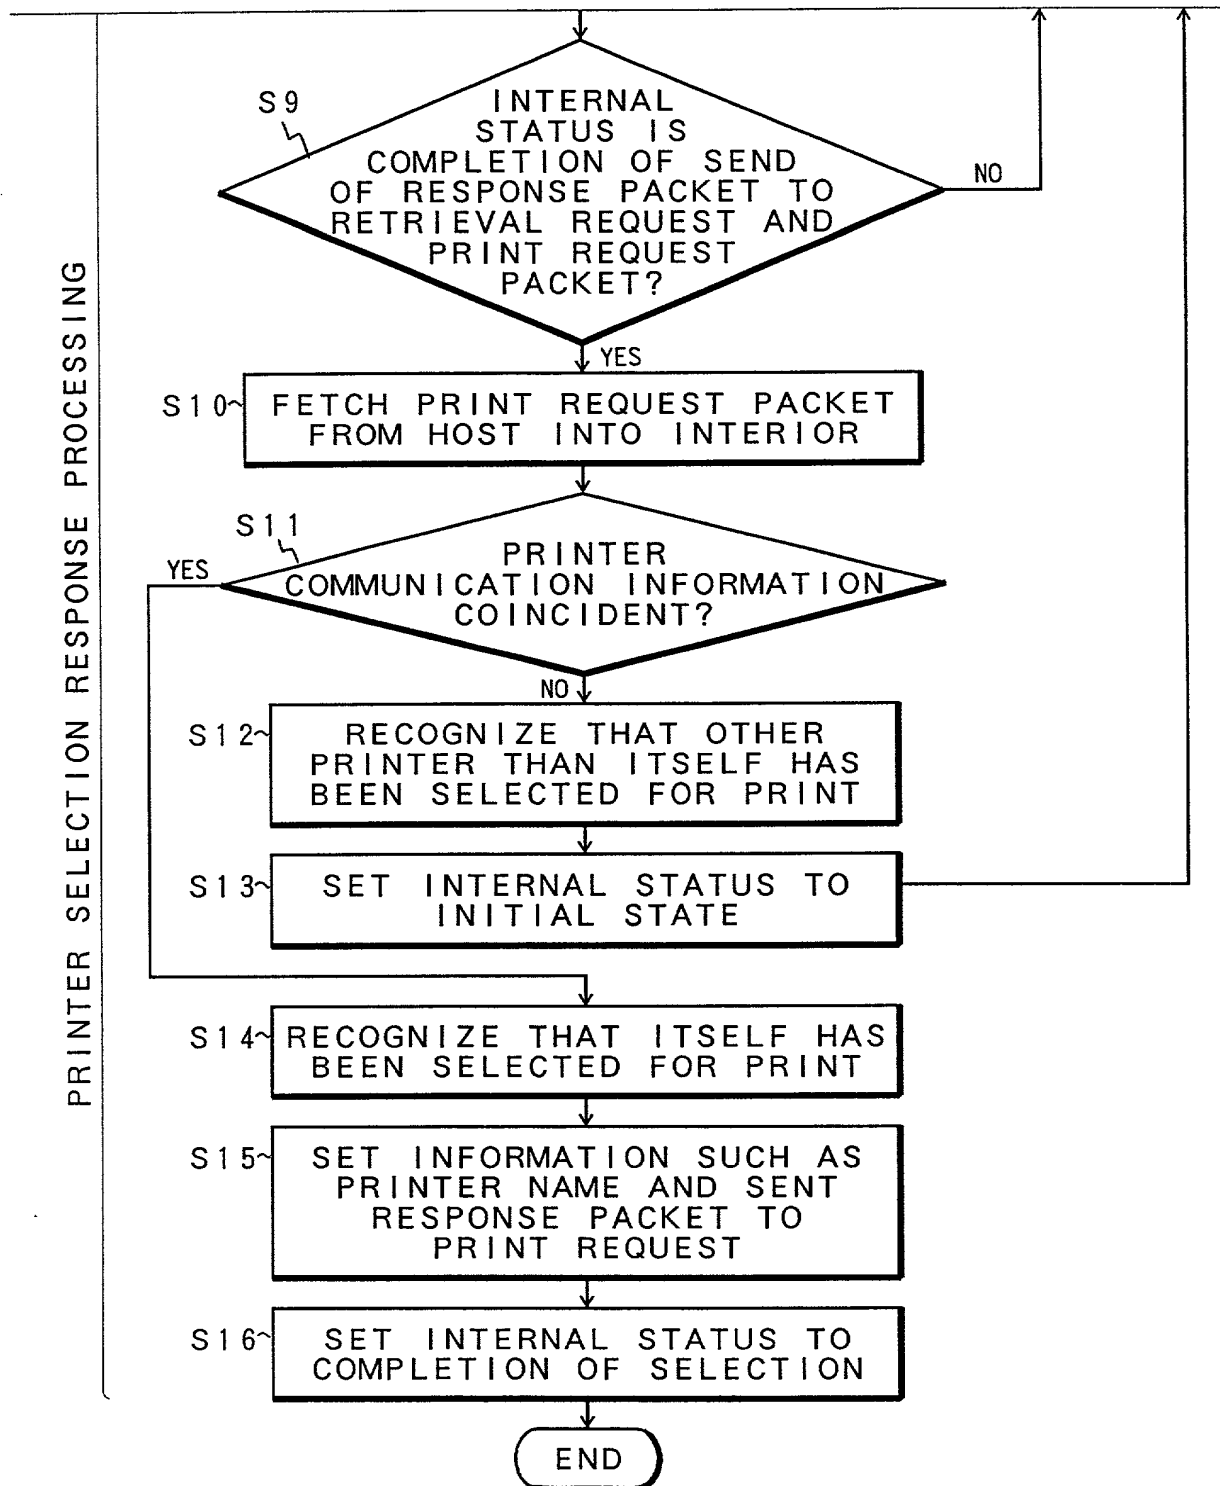 PRINTER SELECTION RESPONSE PROCESSING
S9
INTERNAL
STATUS IS
COMPLETION OF SEND
OF RESPONSE PACKET TO
RETRIEVAL REQUEST AND
PRINT REQUEST
PACKET?
NO
YES
S10
FETCH PRINT REQUEST PACKET
FROM HOST INTO INTERIOR
S11
YES
PRINTER
COMMUNICATION INFORMATION
COINCIDENT?
NO
S12
RECOGNIZE THAT OTHER
PRINTER THAN ITSELF HAS
BEEN SELECTED FOR PRINT
S13
SET INTERNAL STATUS TO
INITIAL STATE
S14
RECOGNIZE THAT ITSELF HAS
BEEN SELECTED FOR PRINT
S15
SET INFORMATION SUCH AS
PRINTER NAME AND SENT
RESPONSE PACKET TO
PRINT REQUEST
S16
SET INTERNAL STATUS TO
COMPLETION OF SELECTION
END